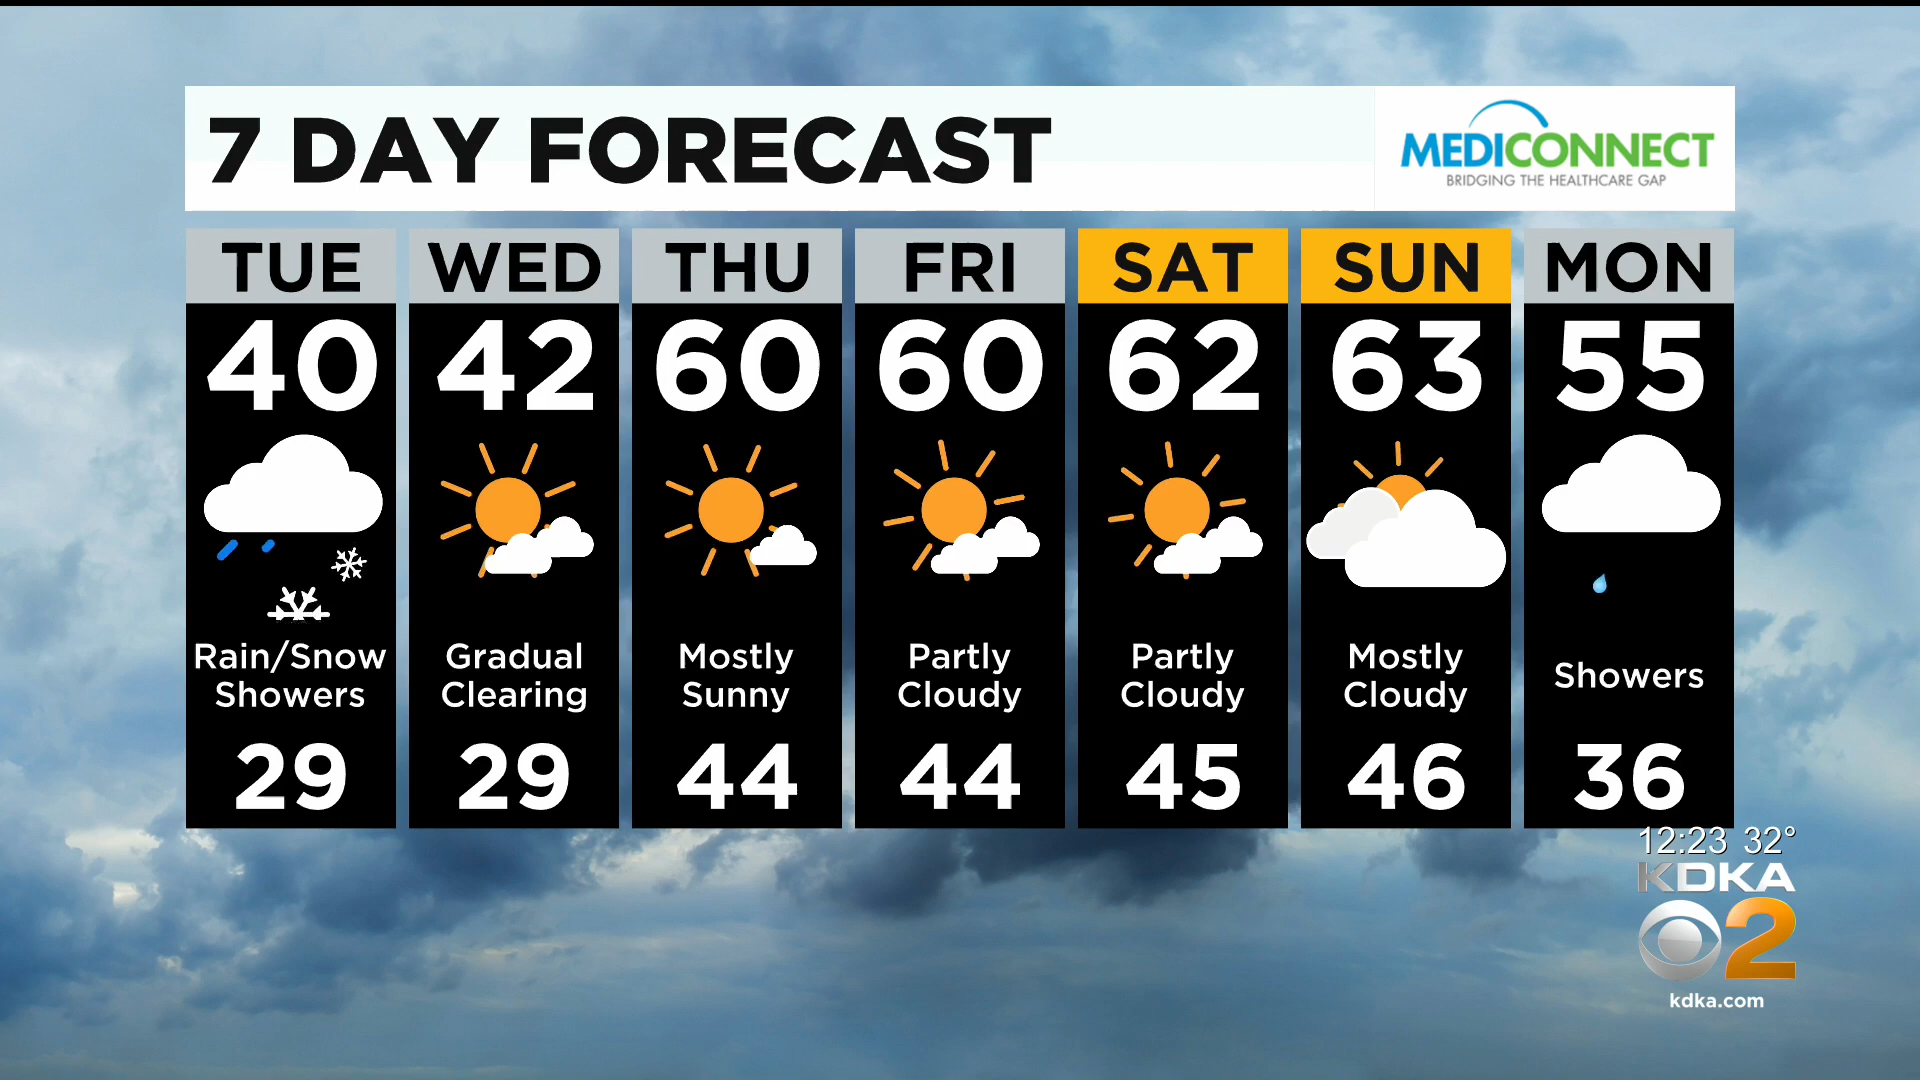 7 DAY FORECAST
MEDICONNECT
BRIDGING THE HEALTHCARE GAP
TUE WED THU FRI SAT SUN MON
40 42 60 60 62 63 55
Rain/Snow Gradual Mostly Partly Partly Mostly Showers
Showers Clearing Sunny Cloudy Cloudy Cloudy
29 29 44 44 45 46 36
12:23 32°
KDKA
2
kdka.com